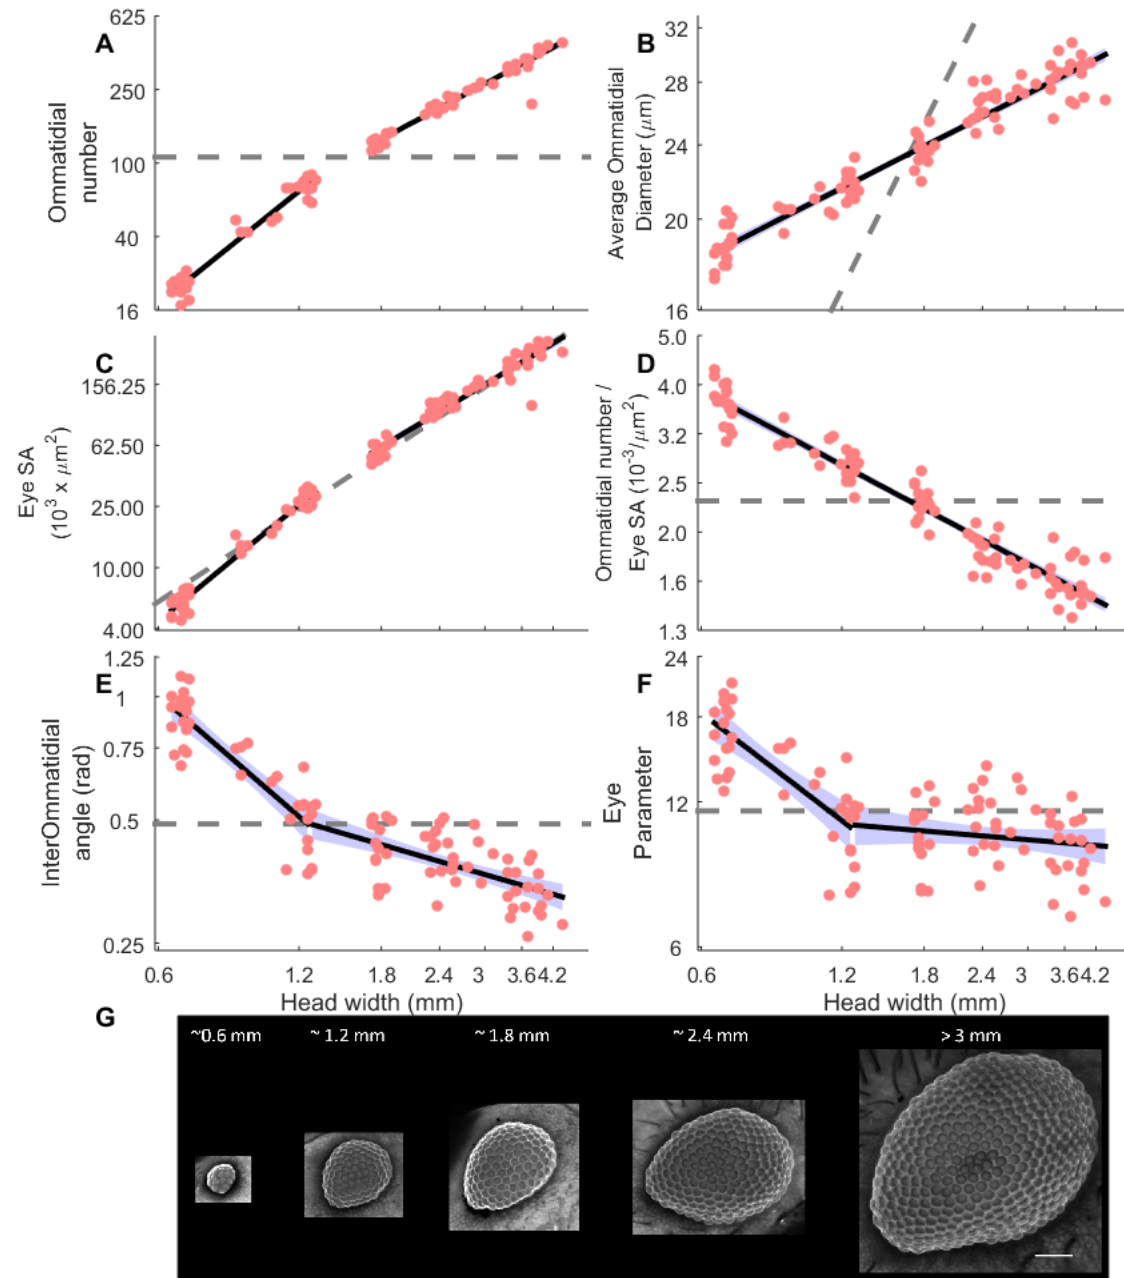 A
625
250
100
40
16
Ommatidial
number
B
32
28
24
20
16
Average Ommatidial
Diameter (μm)
C
156.25
62.50
25.00
10.00
4.00
Eye SA
(10³ x μm²)
D
5.0
4.0
3.2
2.5
2.0
1.6
1.3
Ommatidial number /
Eye SA (10⁻³/μm²)
E
1.25
1
0.75
0.5
0.25
InterOmmatidial
angle (rad)
0.6 1.2 1.8 2.4 3 3.6 4.2
Head width (mm)
F
24
18
12
6
Eye
Parameter
0.6 1.2 1.8 2.4 3 3.6 4.2
Head width (mm)
G
~0.6 mm
~ 1.2 mm
~ 1.8 mm
~ 2.4 mm
> 3 mm